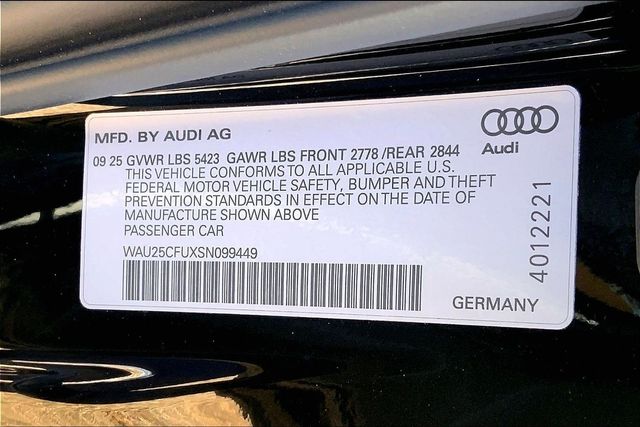 MFD. BY AUDI AG
Audi
09 25 GVWR LBS 5423 GAWR LBS FRONT 2778 /REAR 2844
THIS VEHICLE CONFORMS TO ALL APPLICABLE U.S.
FEDERAL MOTOR VEHICLE SAFETY, BUMPER AND THEFT
PREVENTION STANDARDS IN EFFECT ON THE DATE OF
MANUFACTURE SHOWN ABOVE
PASSENGER CAR
WAU25CFUXSN099449
GERMANY
4012221